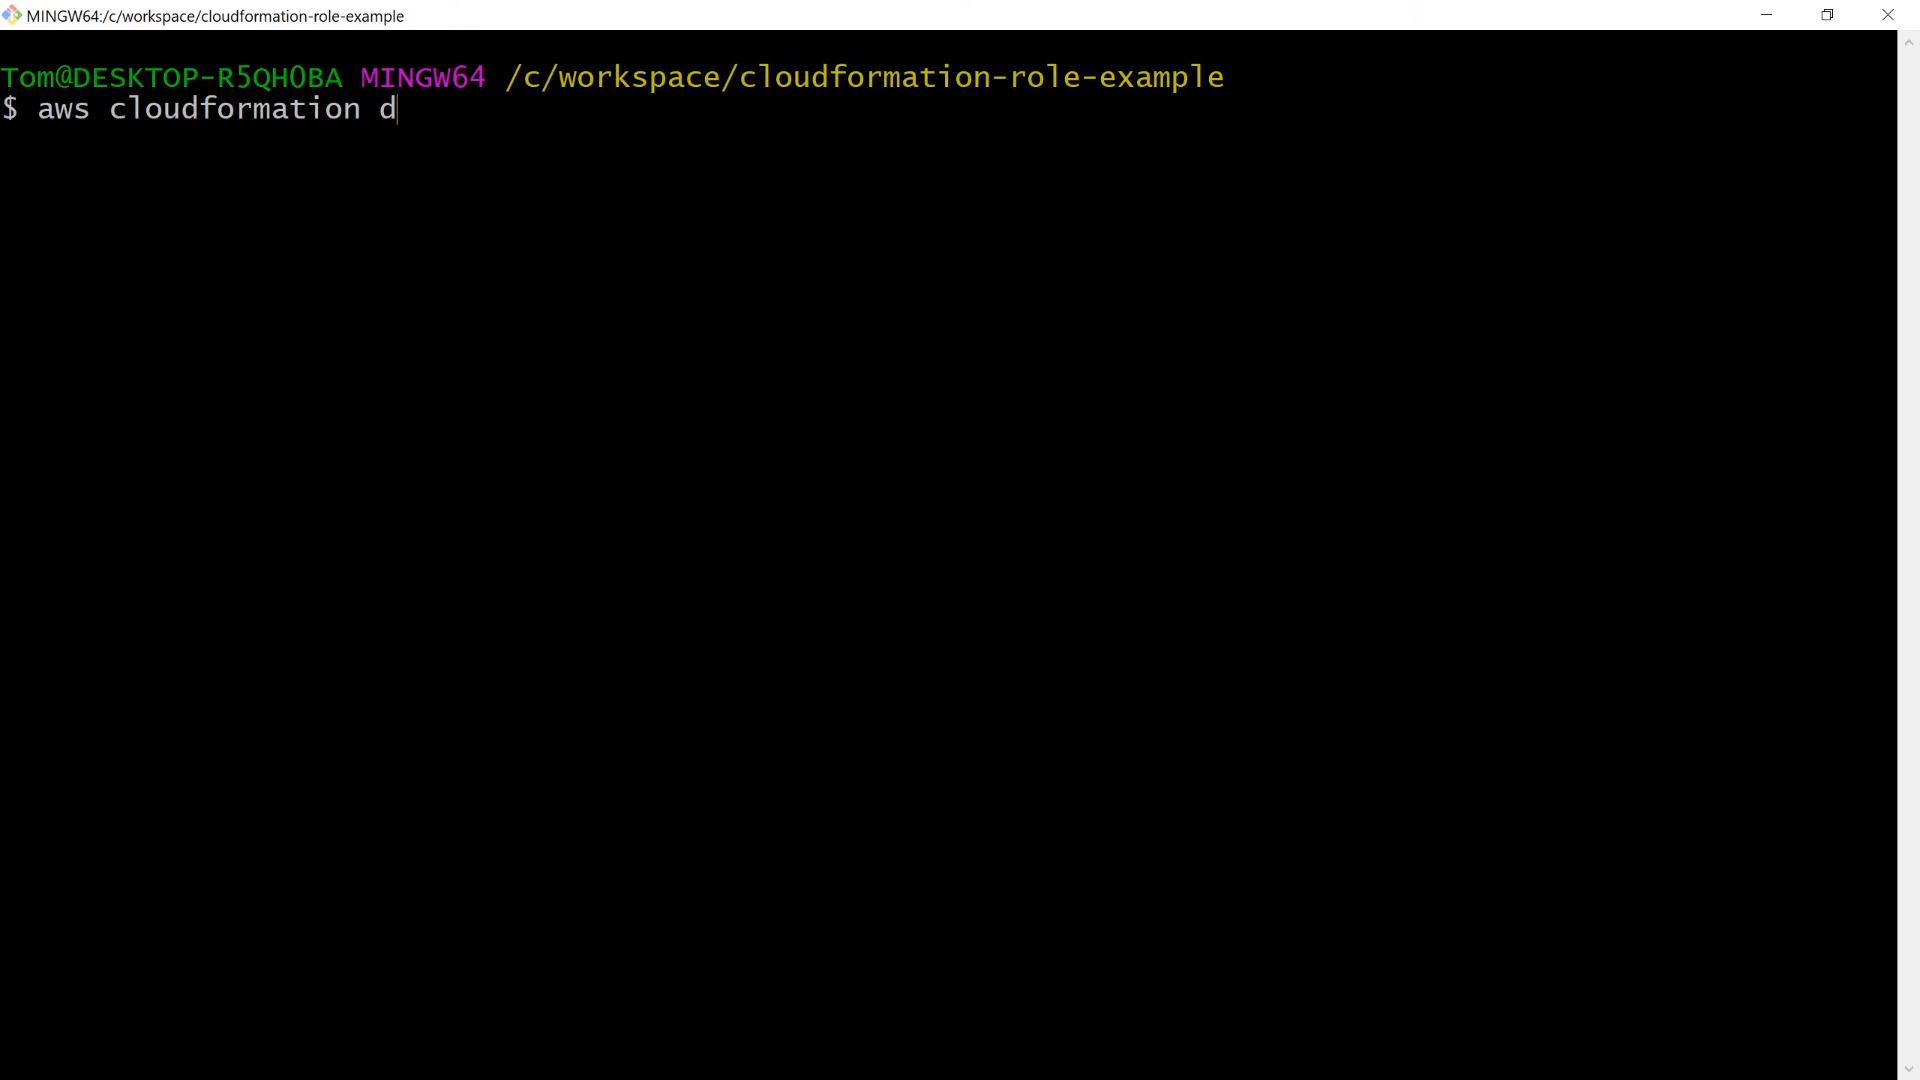 MINGW64:/c/workspace/cloudformation-role-example
Tom@DESKTOP-R5QH0BA MINGW64 /c/workspace/cloudformation-role-example
$ aws cloudformation d